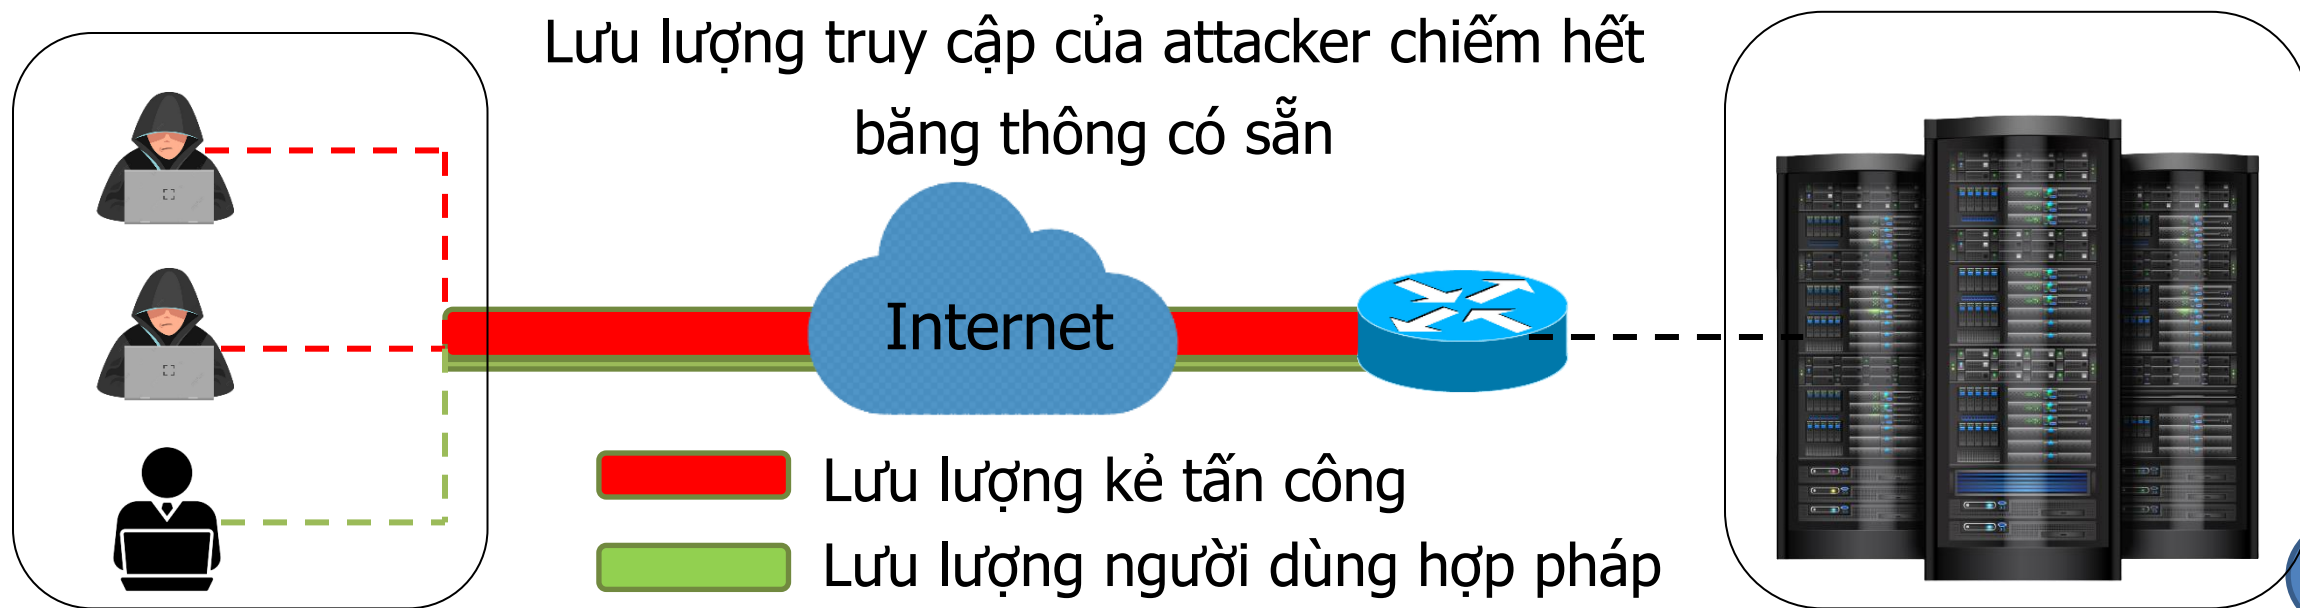 Lưu lượng truy cập của attacker chiếm hết
băng thông có sẵn
Internet
Lưu lượng kẻ tấn công
Lưu lượng người dùng hợp pháp